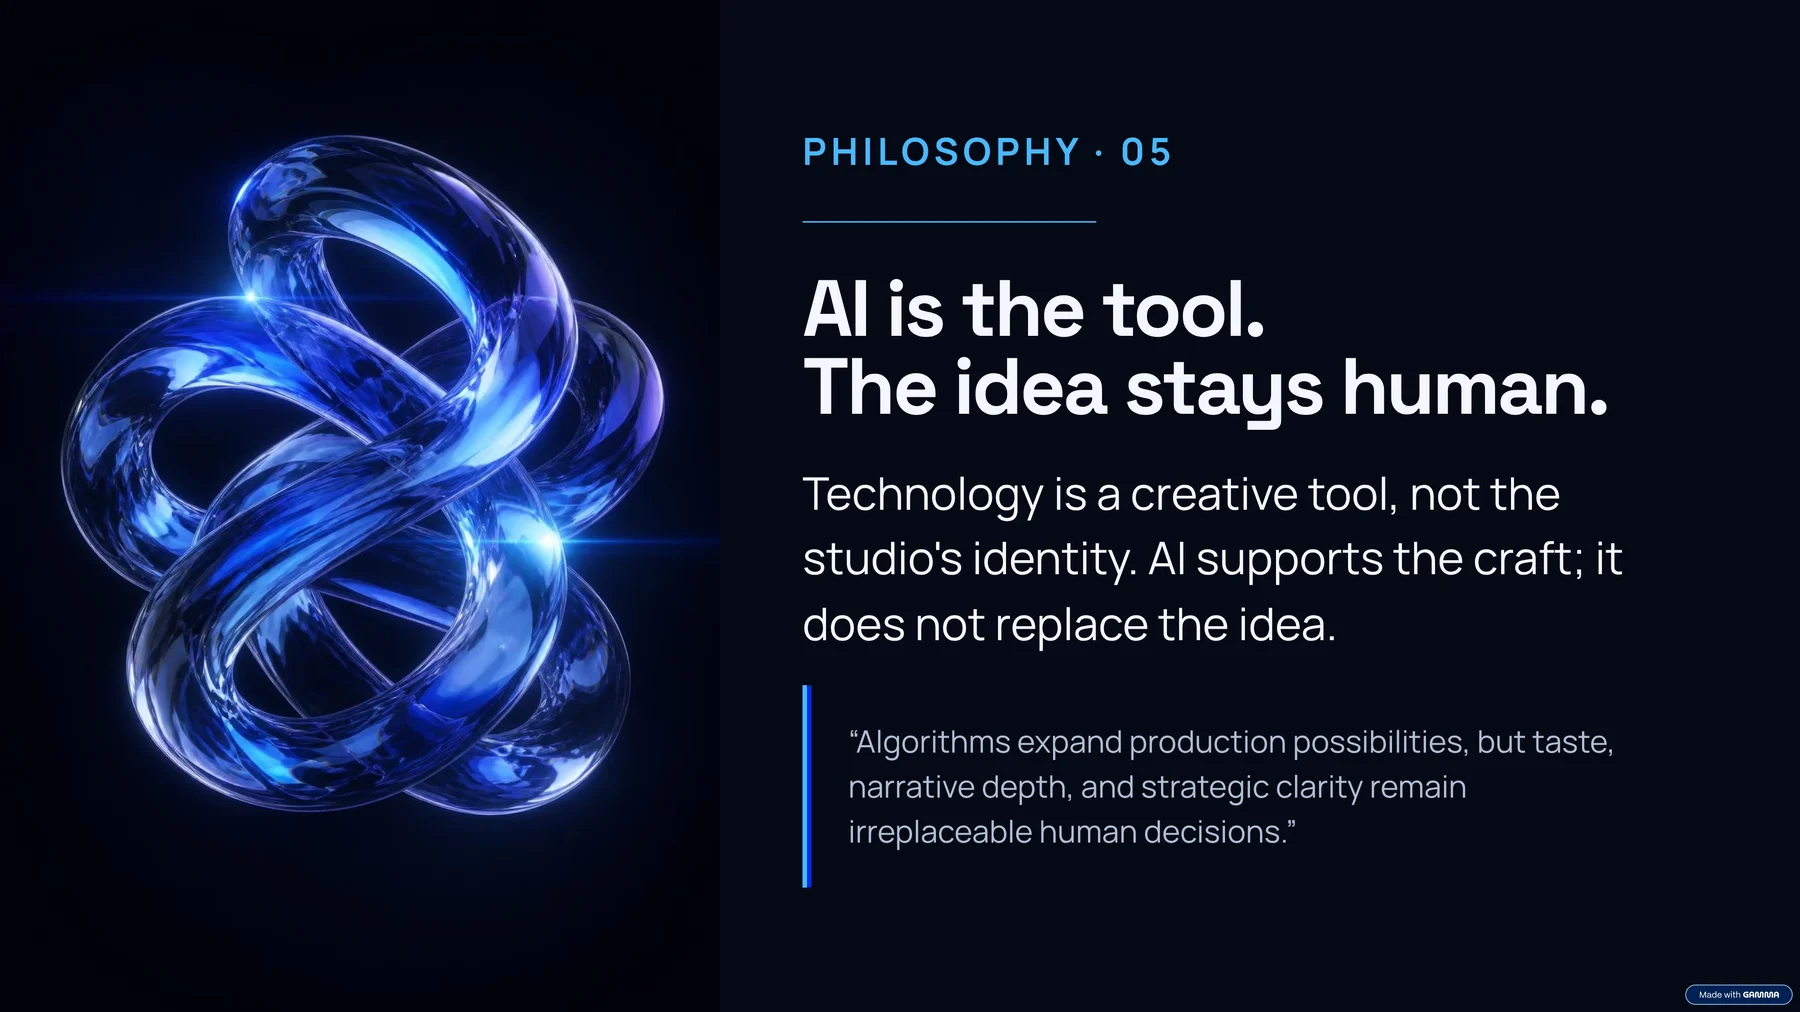 PHILOSOPHY · 05
AI is the tool.
The idea stays human.
Technology is a creative tool, not the
studio's identity. AI supports the craft; it
does not replace the idea.
“Algorithms expand production possibilities, but taste,
narrative depth, and strategic clarity remain
irreplaceable human decisions.”
Made with GAMMA